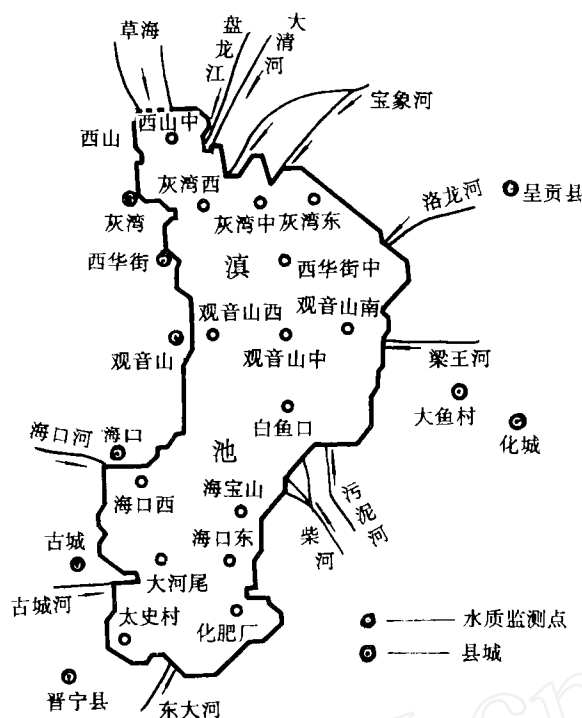 草海
盘龙江
大清河
宝象河
西山中
西山
灰湾西
灰湾
灰湾中
灰湾东
洛龙河
呈贡县
西华街
滇
西华街中
观音山西
观音山南
观音山
观音山中
梁王河
大鱼村
化城
白鱼口
海口河
海口
池
海口西
海宝山
污泥河
柴河
古城
海口东
大河尾
古城河
太史村
化肥厂
水质监测点
县城
晋宁县
东大河